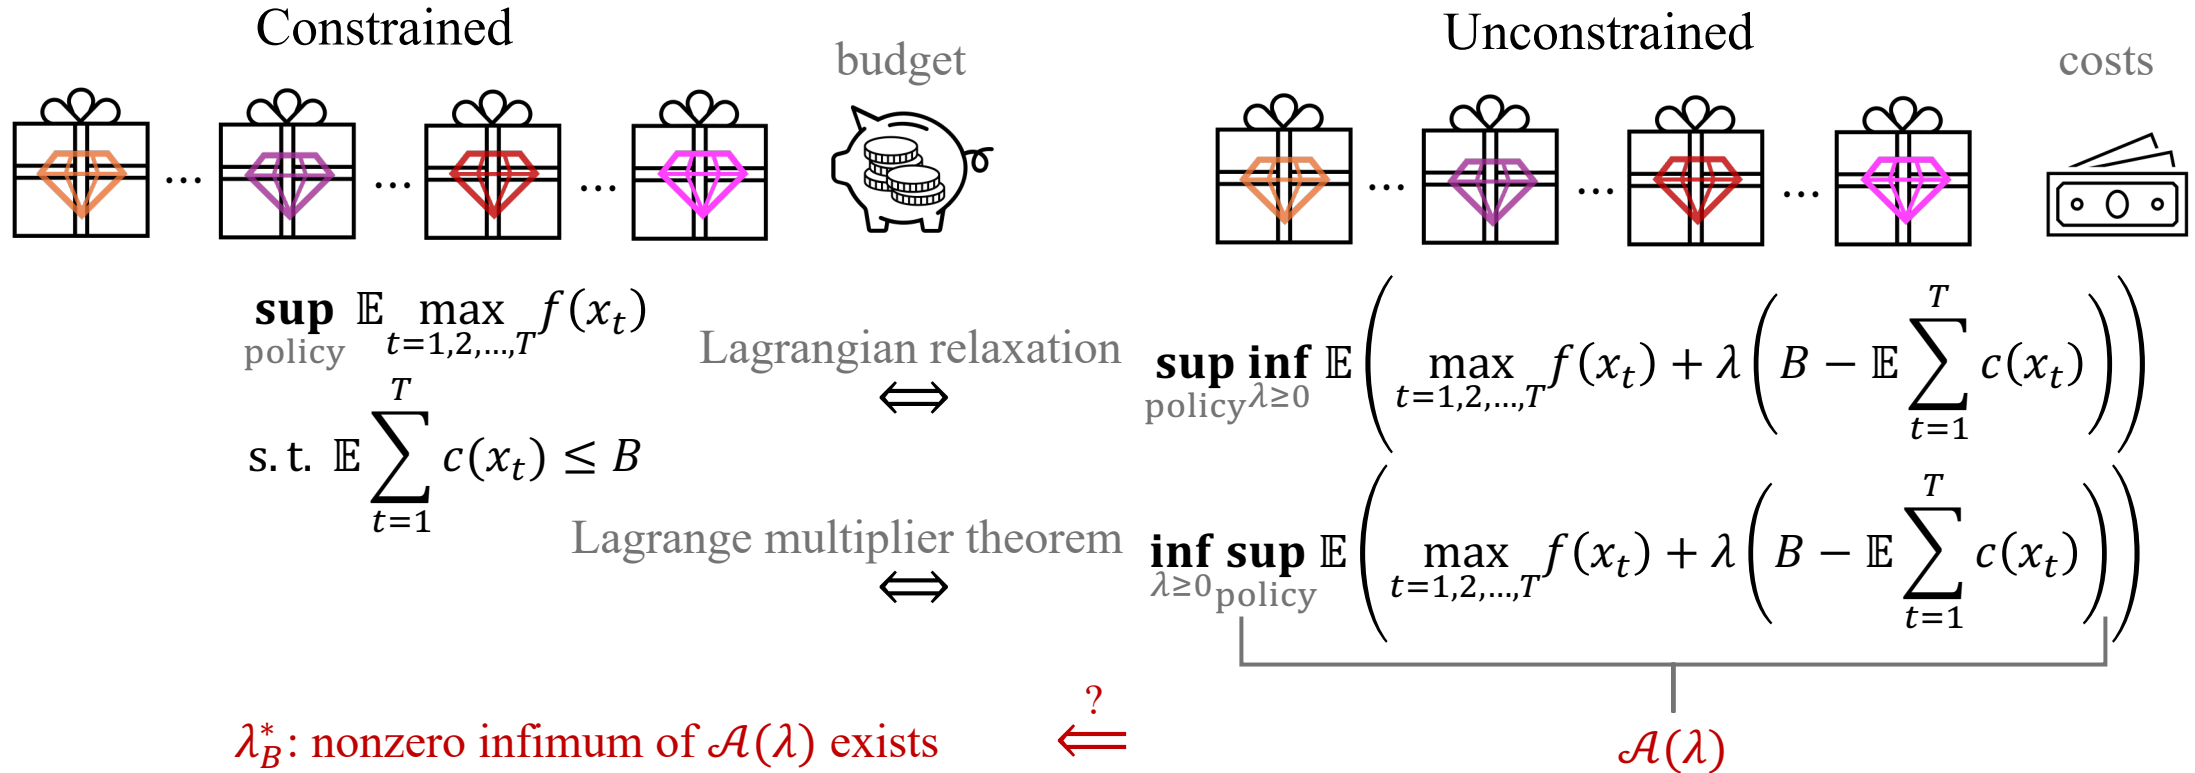 Constrained
Unconstrained
budget
costs
... ... ...
... ... ...
sup 𝔼 max f(x_t)
policy t=1,2,...,T
s.t. 𝔼 ∑_{t=1}^{T} c(x_t) ≤ B
Lagrangian relaxation
⇔
sup inf 𝔼 ( max f(x_t) + λ ( B − 𝔼 ∑_{t=1}^{T} c(x_t) ) )
policy λ≥0 t=1,2,...,T
Lagrange multiplier theorem
⇔
inf sup 𝔼 ( max f(x_t) + λ ( B − 𝔼 ∑_{t=1}^{T} c(x_t) ) )
λ≥0 policy t=1,2,...,T
λ*_B: nonzero infimum of 𝒜(λ) exists
?
⇐
𝒜(λ)